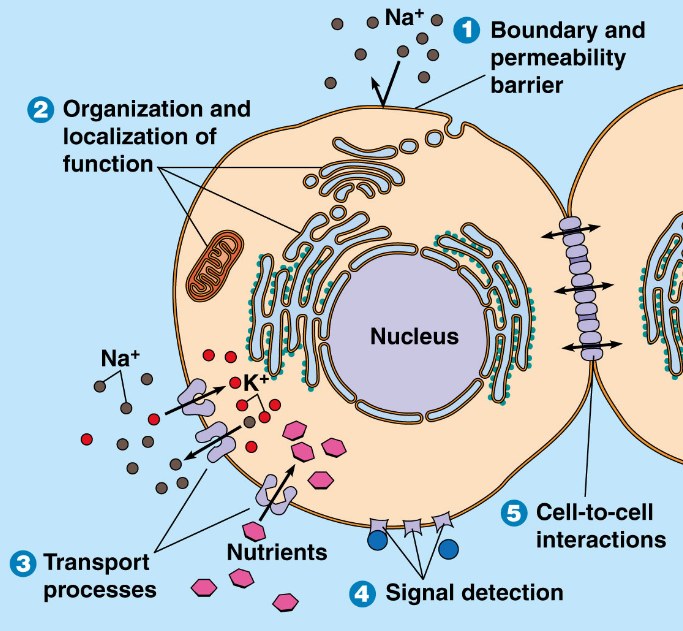 Na⁺
1 Boundary and
permeability
barrier
2 Organization and
localization of
function
Nucleus
Na⁺
K⁺
Nutrients
3 Transport
processes
4 Signal detection
5 Cell-to-cell
interactions